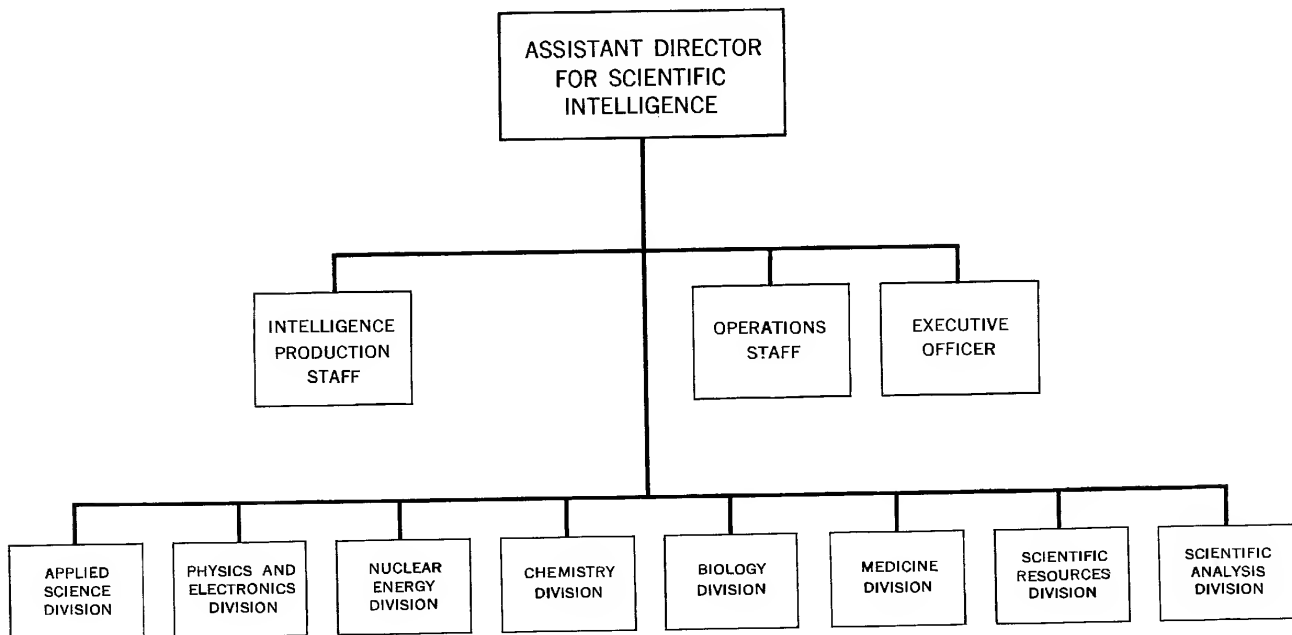 ASSISTANT DIRECTOR
FOR SCIENTIFIC
INTELLIGENCE
INTELLIGENCE
PRODUCTION
STAFF
OPERATIONS
STAFF
EXECUTIVE
OFFICER
APPLIED
SCIENCE
DIVISION
PHYSICS AND
ELECTRONICS
DIVISION
NUCLEAR
ENERGY
DIVISION
CHEMISTRY
DIVISION
BIOLOGY
DIVISION
MEDICINE
DIVISION
SCIENTIFIC
RESOURCES
DIVISION
SCIENTIFIC
ANALYSIS
DIVISION